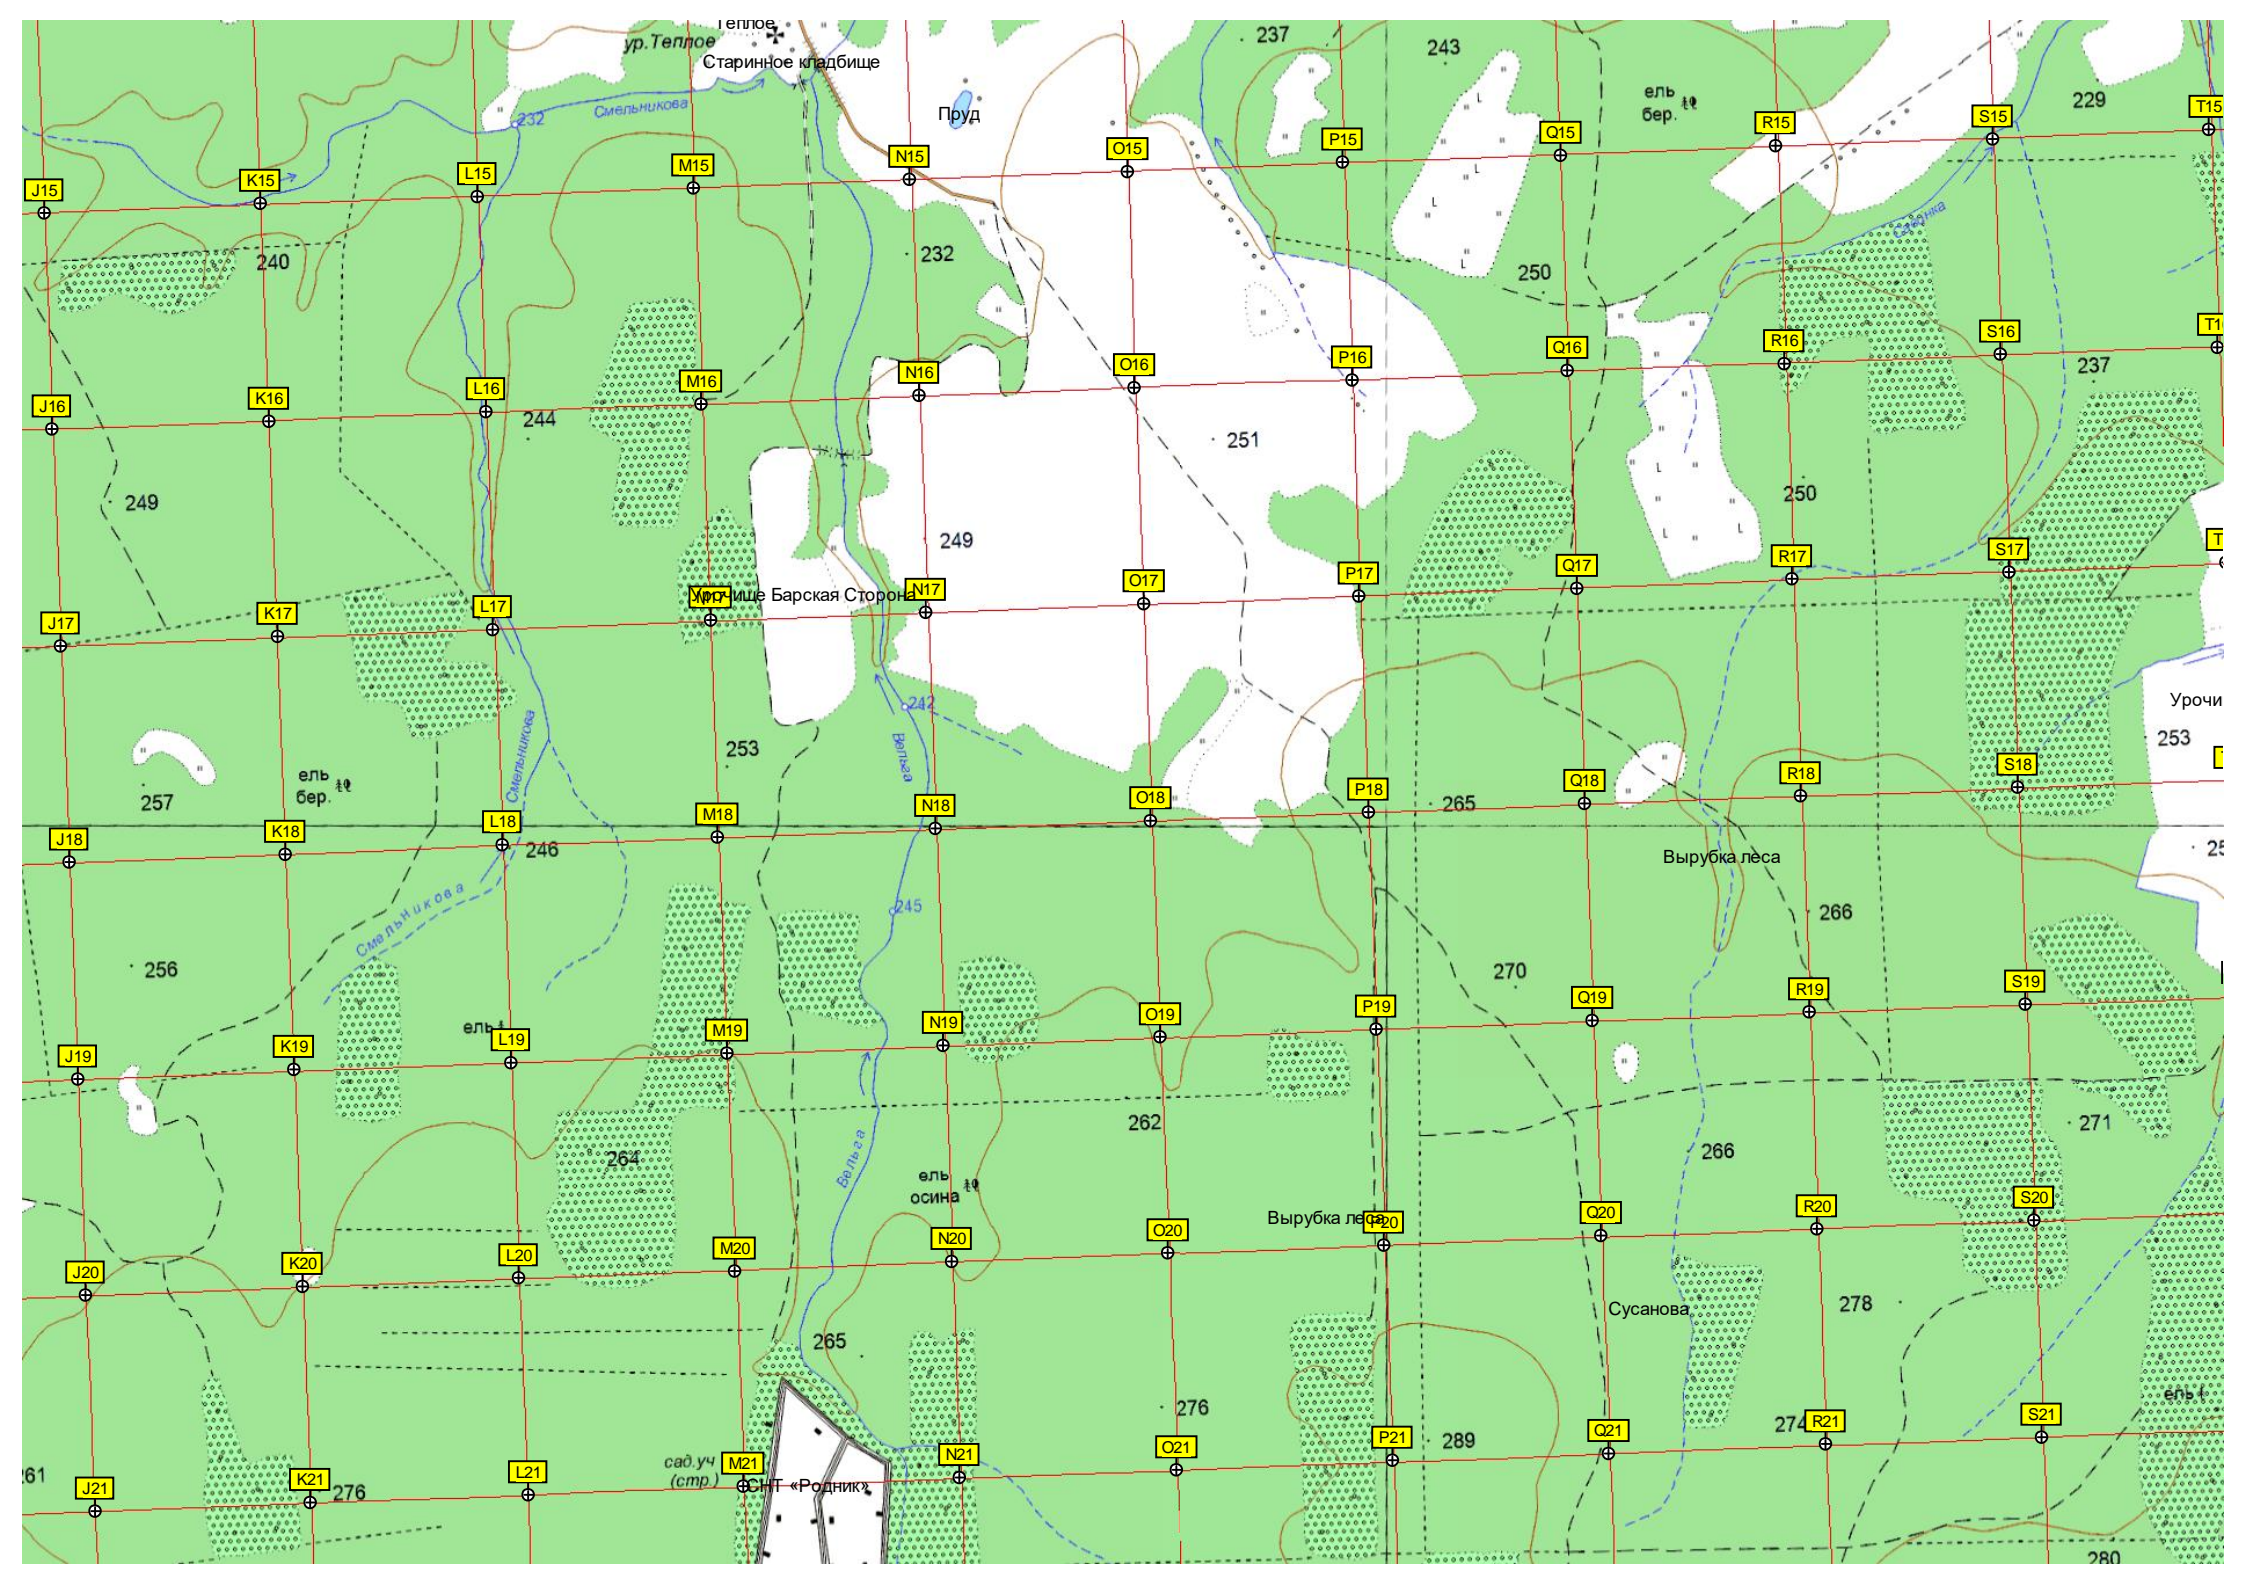 Теплое
ур.Теплое
Старинное кладбище
237
243
ель
бер.
229
Пруд
232
Смельникова
T15
S15
R15
Q15
P15
O15
N15
M15
L15
K15
J15
240
232
250
T1
S16
R16
Q16
P16
O16
N16
M16
L16
K16
J16
237
244
251
249
250
249
T
S17
R17
Q17
P17
O17
N17
Урочище Барская Сторона
L17
K17
J17
Урочи
242
253
253
Вельга
Смельникова
257
ель
бер.
S18
R18
Q18
265
P18
O18
N18
M18
L18
K18
J18
246
25
Вырубка леса
245
266
Смельникова
256
270
ель
S19
R19
Q19
P19
O19
N19
M19
L19
K19
J19
262
271
266
264
Вельга
ель
осина
S20
R20
Q20
Вырубка леса
P20
O20
N20
M20
L20
K20
J20
278
Сусанова
265
276
ель
274
S21
R21
Q21
289
P21
O21
N21
M21
L21
K21
J21
сад.уч
(стр.)
261
276
СНТ «Родник»
280